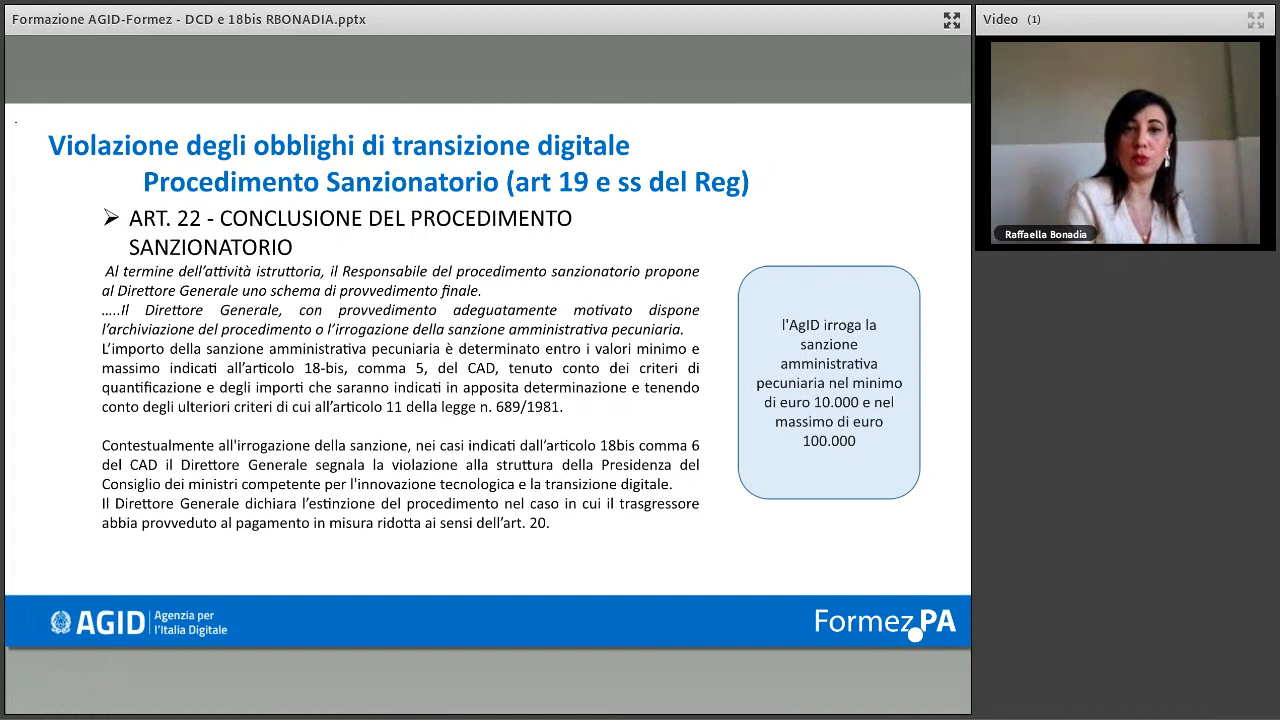 Formazione AGID-Formez - DCD e 18bis RBONADIA.pptx
Video (1)
Raffaella Bonadia
.
Violazione degli obblighi di transizione digitale
Procedimento Sanzionatorio (art 19 e ss del Reg)
➢ ART. 22 - CONCLUSIONE DEL PROCEDIMENTO
SANZIONATORIO
Al termine dell'attività istruttoria, il Responsabile del procedimento sanzionatorio propone
al Direttore Generale uno schema di provvedimento finale.
…..Il Direttore Generale, con provvedimento adeguatamente motivato dispone
l'archiviazione del procedimento o l'irrogazione della sanzione amministrativa pecuniaria.
L'importo della sanzione amministrativa pecuniaria è determinato entro i valori minimo e
massimo indicati all'articolo 18-bis, comma 5, del CAD, tenuto conto dei criteri di
quantificazione e degli importi che saranno indicati in apposita determinazione e tenendo
conto degli ulteriori criteri di cui all'articolo 11 della legge n. 689/1981.
Contestualmente all'irrogazione della sanzione, nei casi indicati dall'articolo 18bis comma 6
del CAD il Direttore Generale segnala la violazione alla struttura della Presidenza del
Consiglio dei ministri competente per l'innovazione tecnologica e la transizione digitale.
Il Direttore Generale dichiara l'estinzione del procedimento nel caso in cui il trasgressore
abbia provveduto al pagamento in misura ridotta ai sensi dell'art. 20.
l'AgID irroga la
sanzione
amministrativa
pecuniaria nel minimo
di euro 10.000 e nel
massimo di euro
100.000
AGID
Agenzia per
l'Italia Digitale
Formez PA